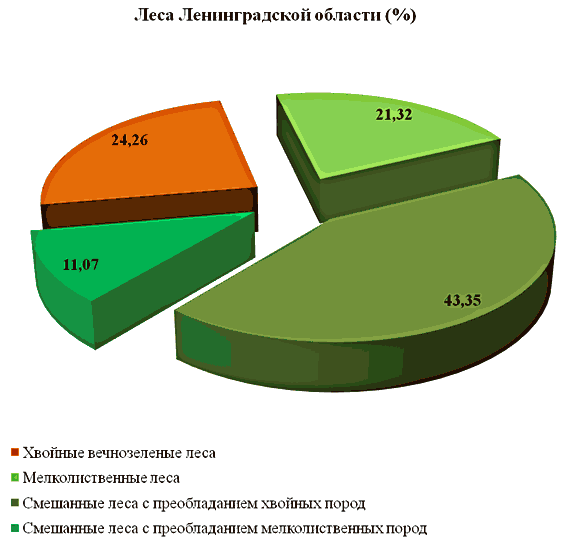 Леса Ленинградской области (%)
21,32
24,26
11,07
43,35
Хвойные вечнозеленые леса
Мелколиственные леса
Смешанные леса с преобладанием хвойных пород
Смешанные леса с преобладанием мелколиственных пород